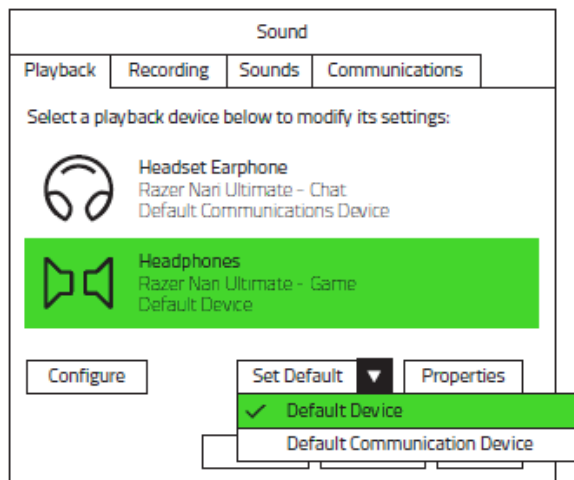 Sound
Playback Recording Sounds Communications
Select a playback device below to modify its settings:
Headset Earphone
Razer Nari Ultimate - Chat
Default Communications Device
Headphones
Razer Nari Ultimate - Game
Default Device
Configure Set Default Properties
Default Device
Default Communication Device